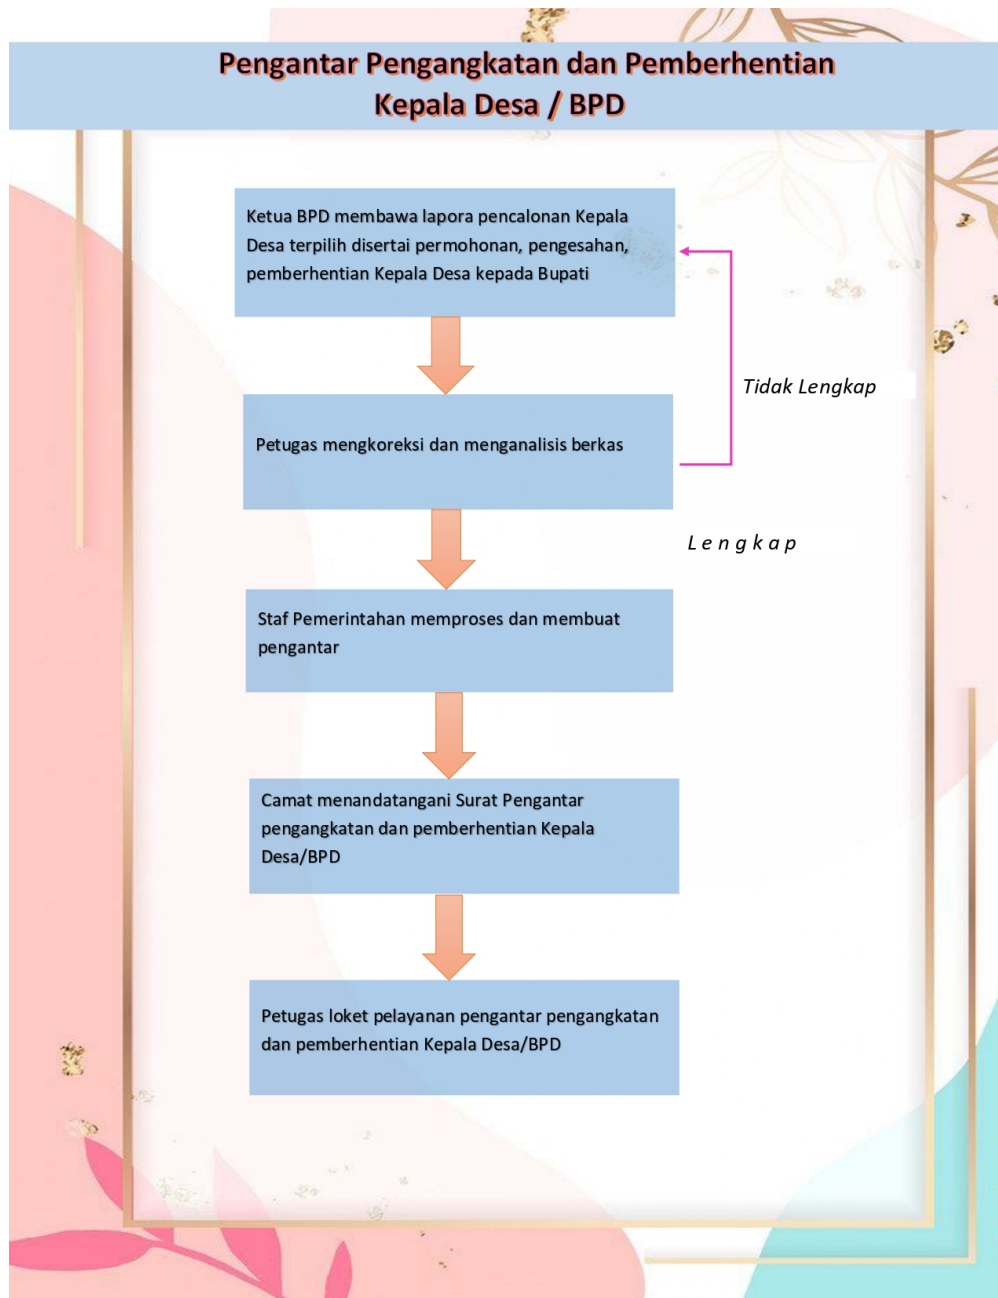 Pengantar Pengangkatan dan Pemberhentian
Kepala Desa / BPD
Ketua BPD membawa lapora pencalonan Kepala
Desa terpilih disertai permohonan, pengesahan,
pemberhentian Kepala Desa kepada Bupati
Tidak Lengkap
Petugas mengkoreksi dan menganalisis berkas
Lengkap
Staf Pemerintahan memproses dan membuat
pengantar
Camat menandatangani Surat Pengantar
pengangkatan dan pemberhentian Kepala
Desa/BPD
Petugas loket pelayanan pengantar pengangkatan
dan pemberhentian Kepala Desa/BPD